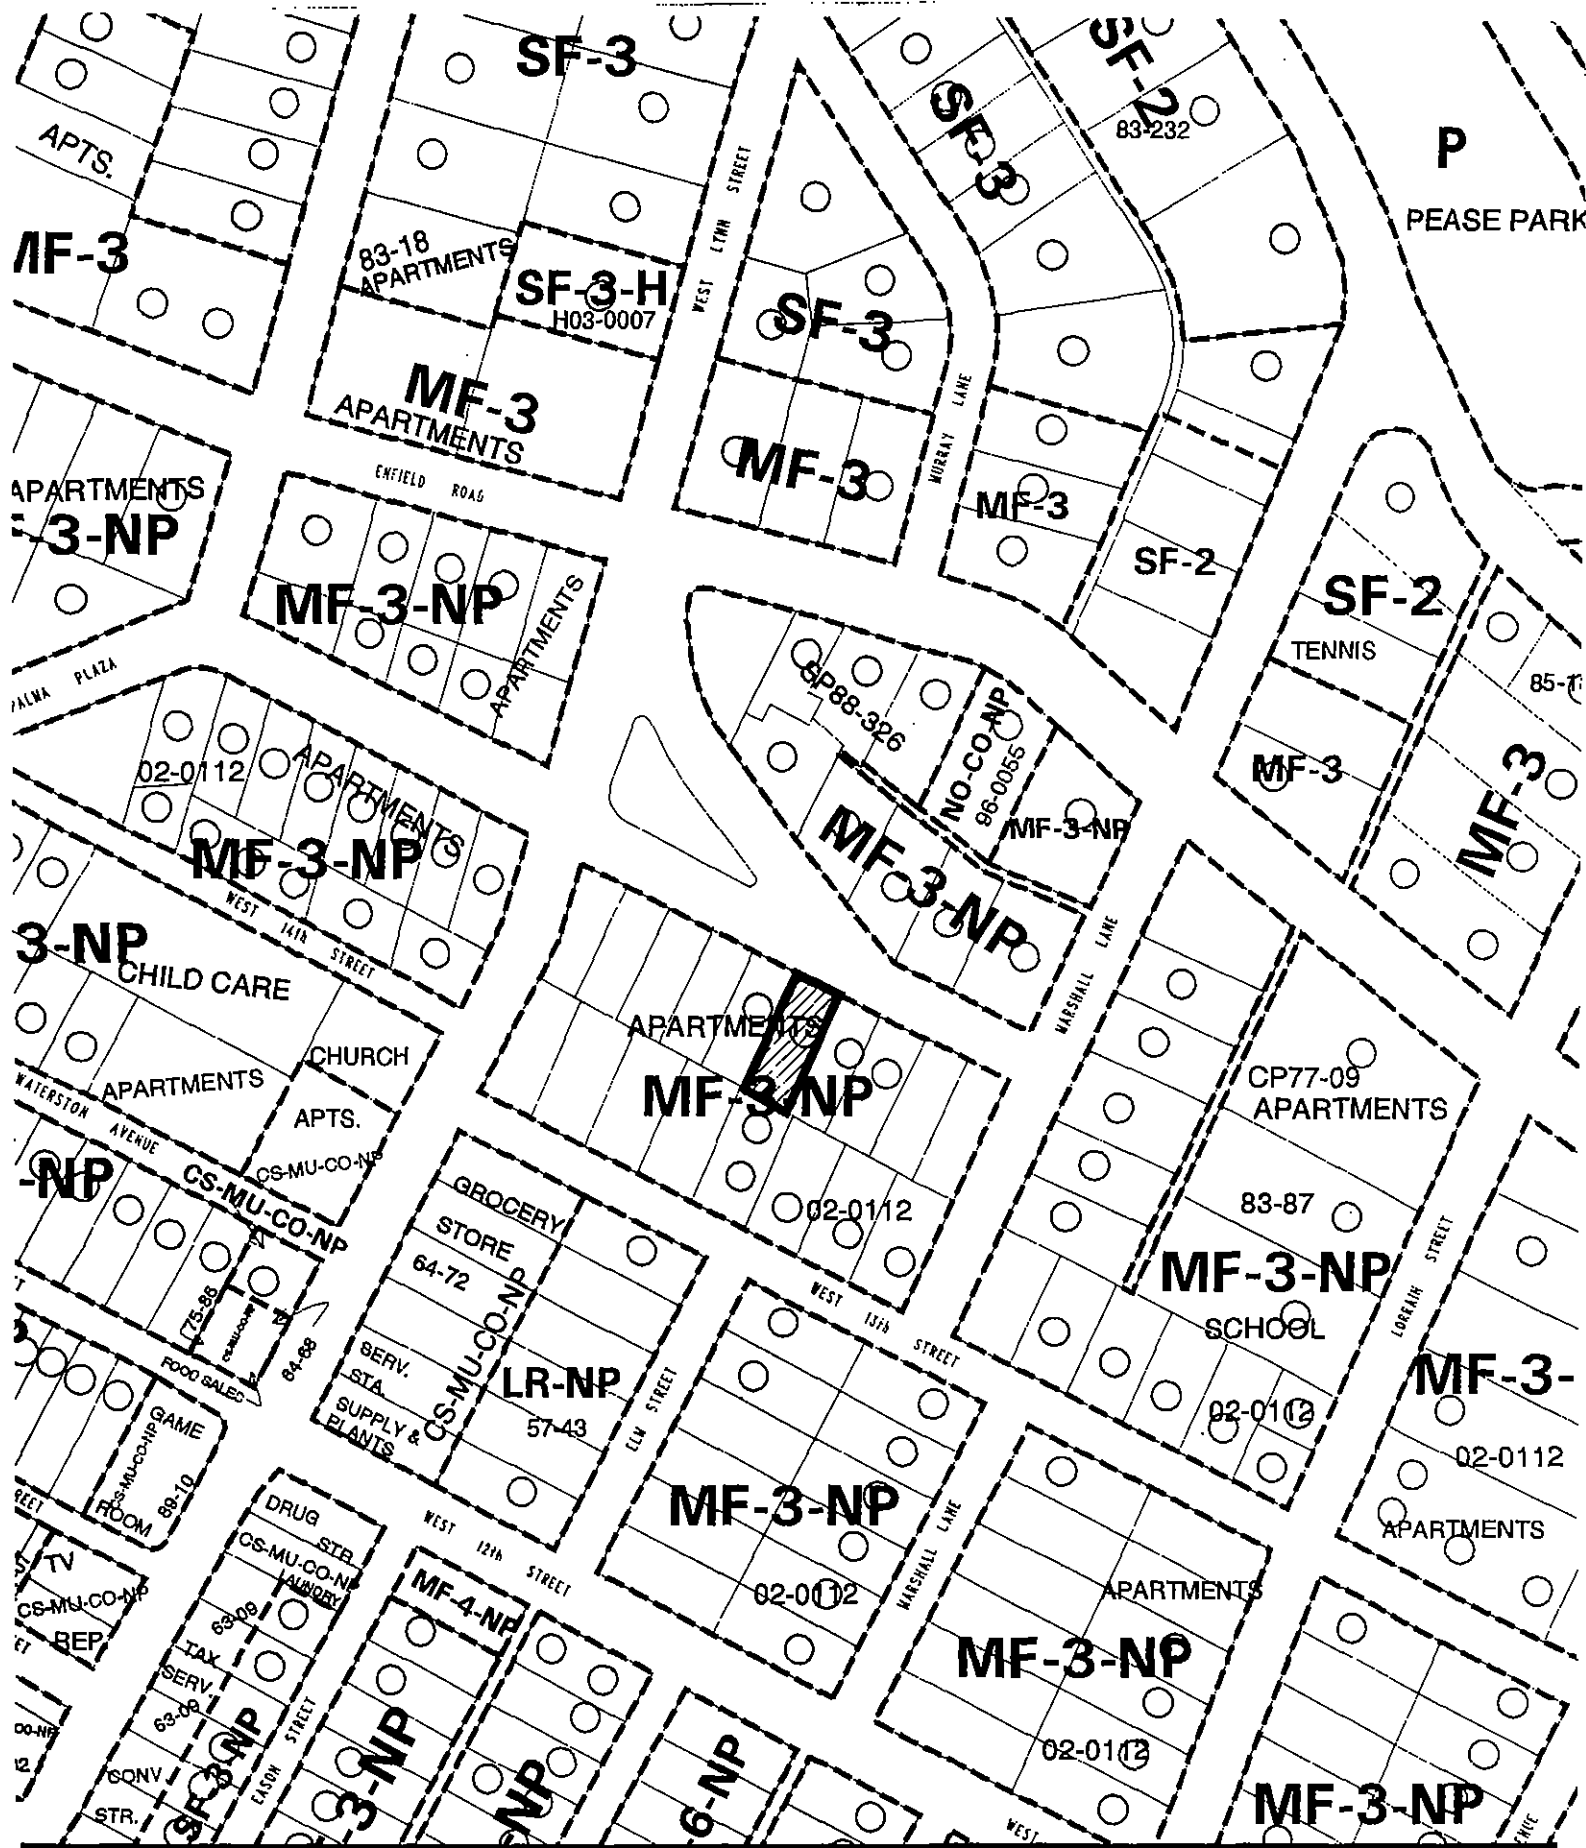 SF-3
SF-2
83-232
SF-3
P
PEASE PARK
APTS.
WEST LYNN STREET
MF-3
83-18
APARTMENTS
SF-3-H
H03-0007
SF-3
MF-3
APARTMENTS
MURRAY LANE
ENFIELD ROAD
MF-3
MF-3
APARTMENTS
-3-NP
SF-2
MF-3-NP
APARTMENTS
SF-2
TENNIS
PALMA PLAZA
SP88-326
NO-CO-NP
96-0055
MF-3
MF-3
02-0112
APARTMENTS
MF-3-NP
MF-3-NP
MF-3-NP
WEST 14th STREET
3-NP
CHILD CARE
MARSHALL LANE
APARTMENTS
MF-3-NP
CHURCH
WATERSTON AVENUE
APARTMENTS
APTS.
CS-MU-CO-NP
CP77-09
APARTMENTS
-NP
CS-MU-CO-NP
GROCERY
STORE
64-72
02-0112
83-87
MF-3-NP
SCHOOL
LORRAIN STREET
75-86
64-68
FOOD SALES
WEST 13th STREET
SERV.
STA.
SUPPLY &
PLANTS
CS-MU-CO-NP
LR-NP
57-43
ELM STREET
MF-3-
02-0112
APARTMENTS
02-0112
GAME
CS-MU-CO-NP
89-10
ROOM
DRUG
STR.
CS-MU-CO-NP
LAUNDRY
WEST 12th STREET
MF-3-NP
02-0112
MARSHALL LANE
APARTMENTS
MF-3-NP
02-0112
TV
CS-MU-CO-NP
REP.
MF-4-NP
63-09
TAX
SERV.
63-09
CONV.
STR.
SF-3-NP
EASON STREET
3-NP
-NP
6-NP
MF-3-NP
WEST